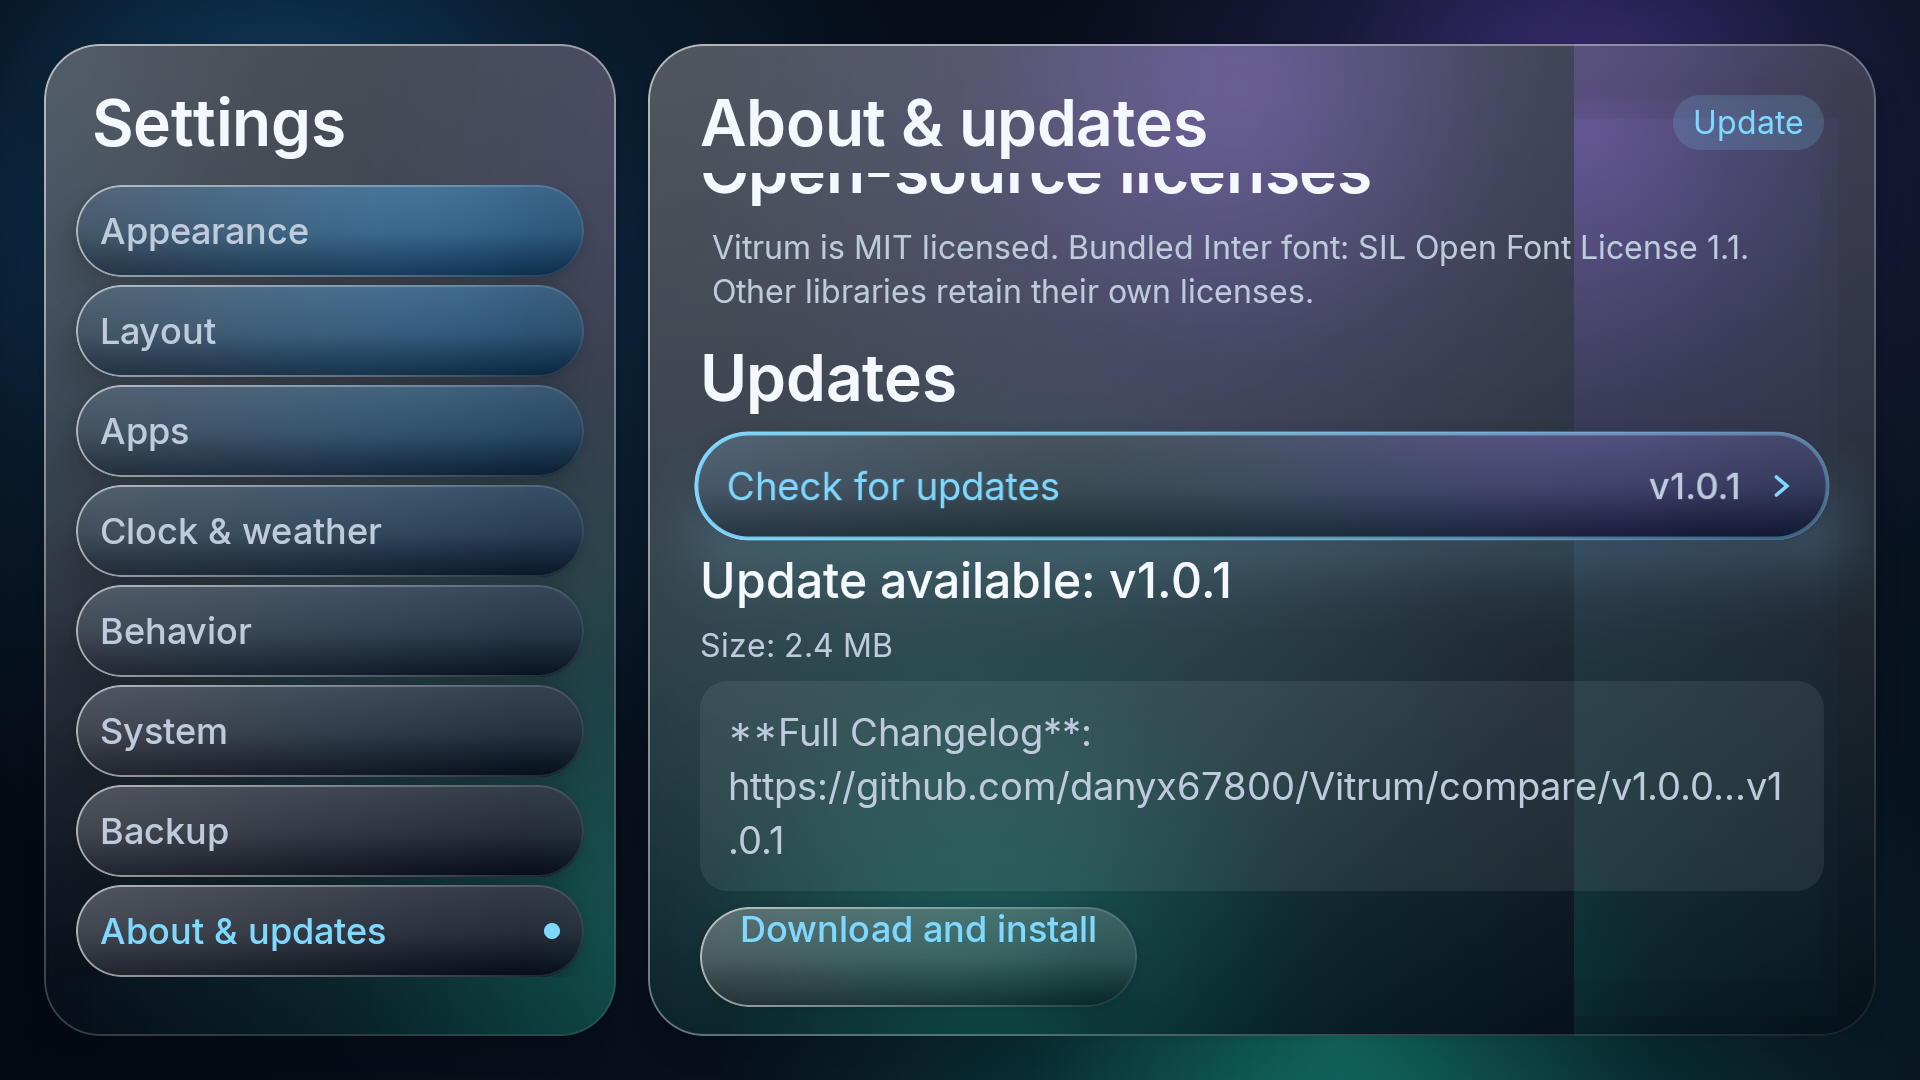 Settings
Appearance
Layout
Apps
Clock & weather
Behavior
System
Backup
About & updates
About & updates
Update
Open-source licenses
Vitrum is MIT licensed. Bundled Inter font: SIL Open Font License 1.1.
Other libraries retain their own licenses.
Updates
Check for updates v1.0.1
Update available: v1.0.1
Size: 2.4 MB
**Full Changelog**:
https://github.com/danyx67800/Vitrum/compare/v1.0.0...v1
.0.1
Download and install